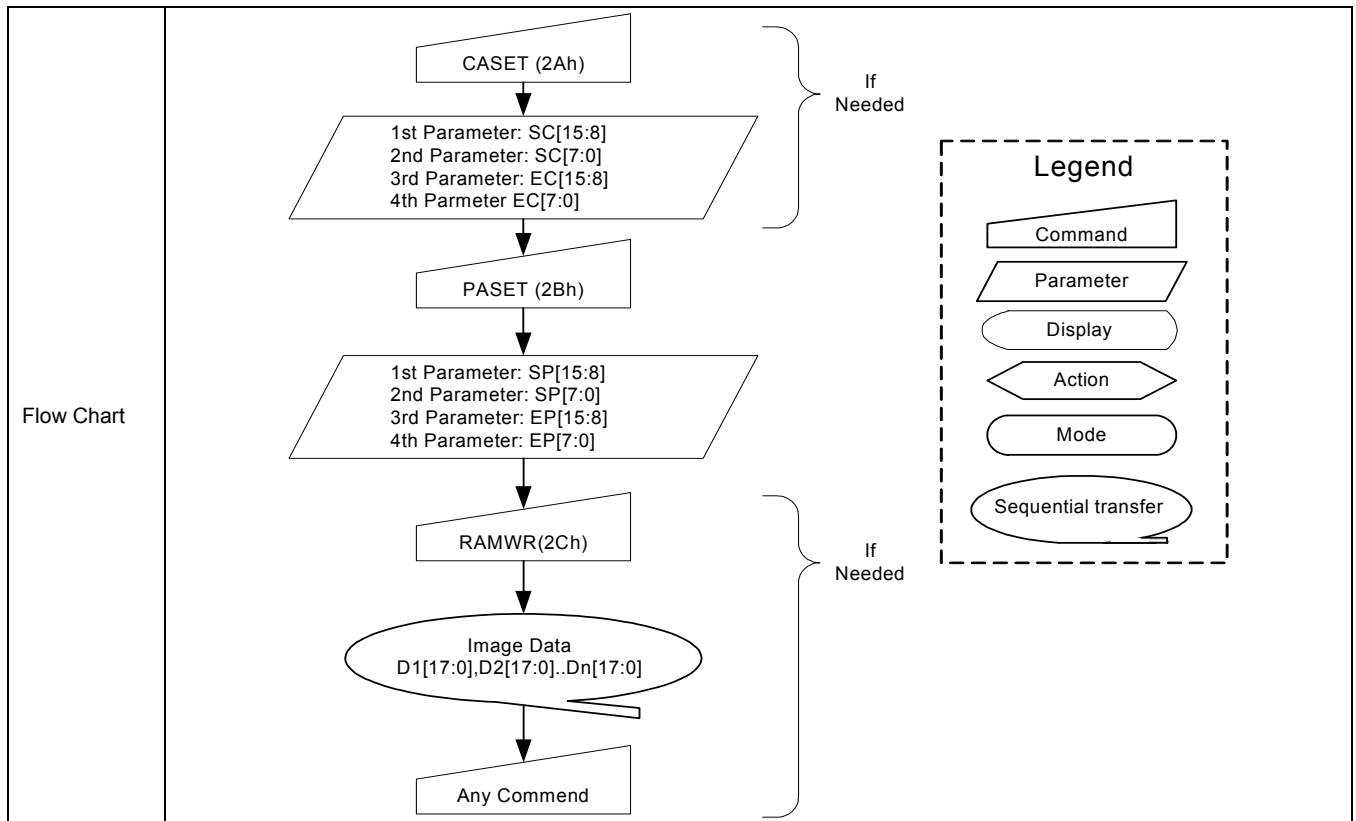 Flow Chart
CASET (2Ah)
1st Parameter: SC[15:8]
2nd Parameter: SC[7:0]
3rd Parameter: EC[15:8]
4th Parmeter EC[7:0]
If
Needed
PASET (2Bh)
1st Parameter: SP[15:8]
2nd Parameter: SP[7:0]
3rd Parameter: EP[15:8]
4th Parameter: EP[7:0]
RAMWR(2Ch)
Image Data
D1[17:0],D2[17:0]..Dn[17:0]
Any Commend
If
Needed
Legend
Command
Parameter
Display
Action
Mode
Sequential transfer